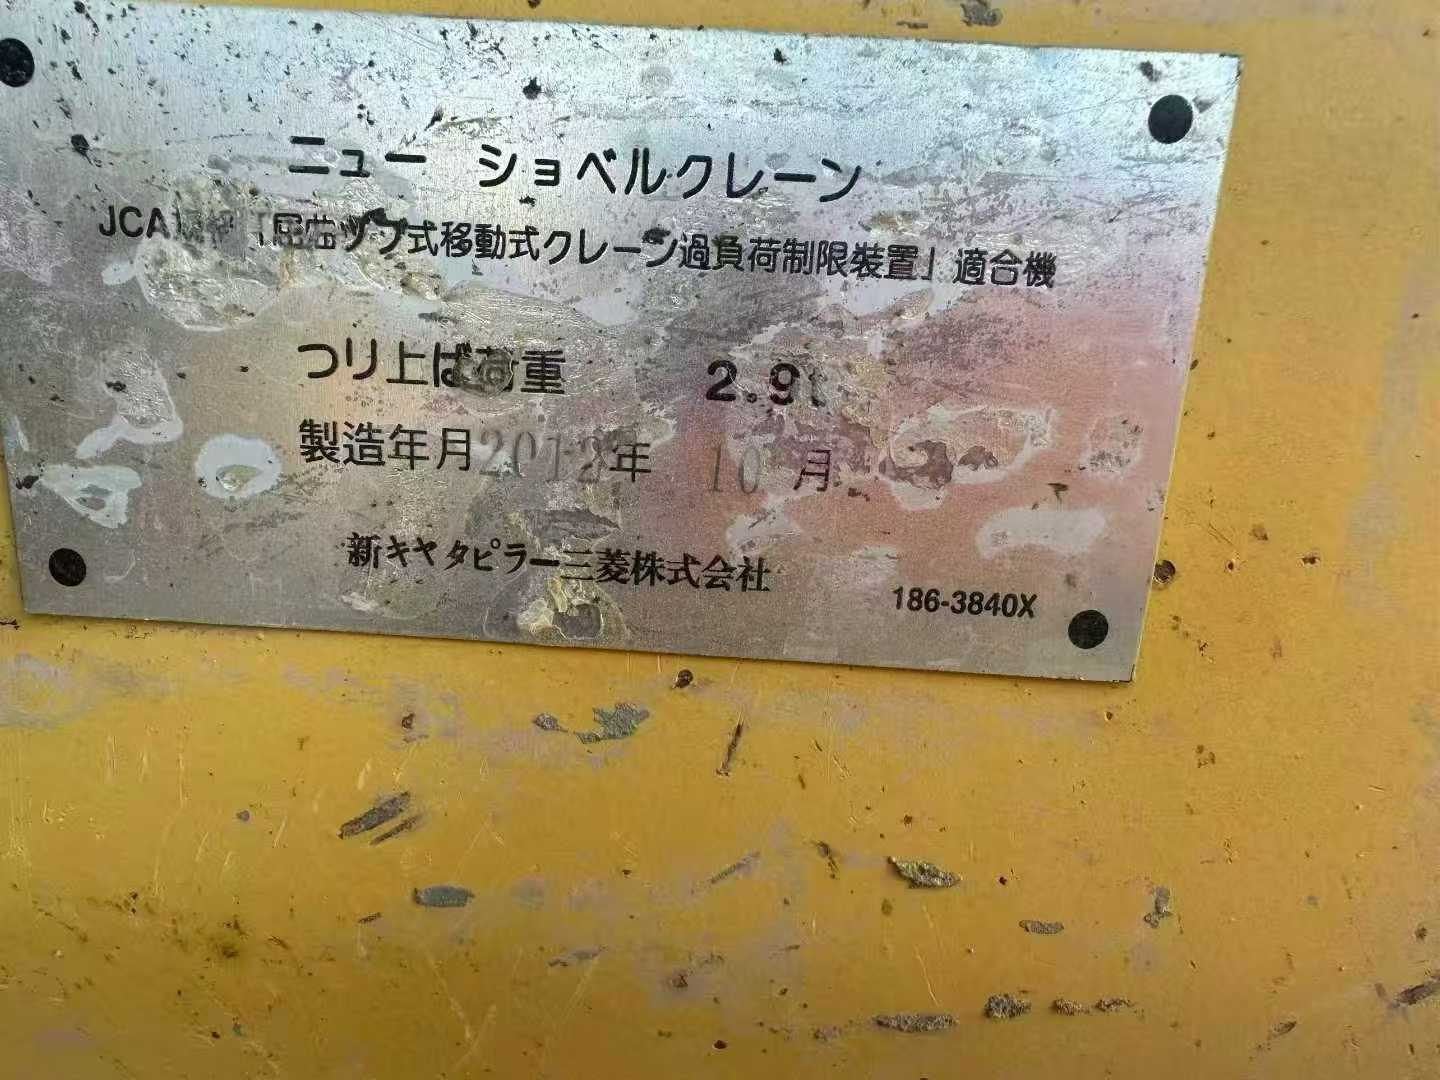 ニュー ショベルクレーン
JCA規格「屈曲ジブ式移動式クレーン過負荷制限装置」適合機
つり上げ荷重 2.9t
製造年月 2012年 10月
新キヤタピラー三菱株式会社
186-3840X